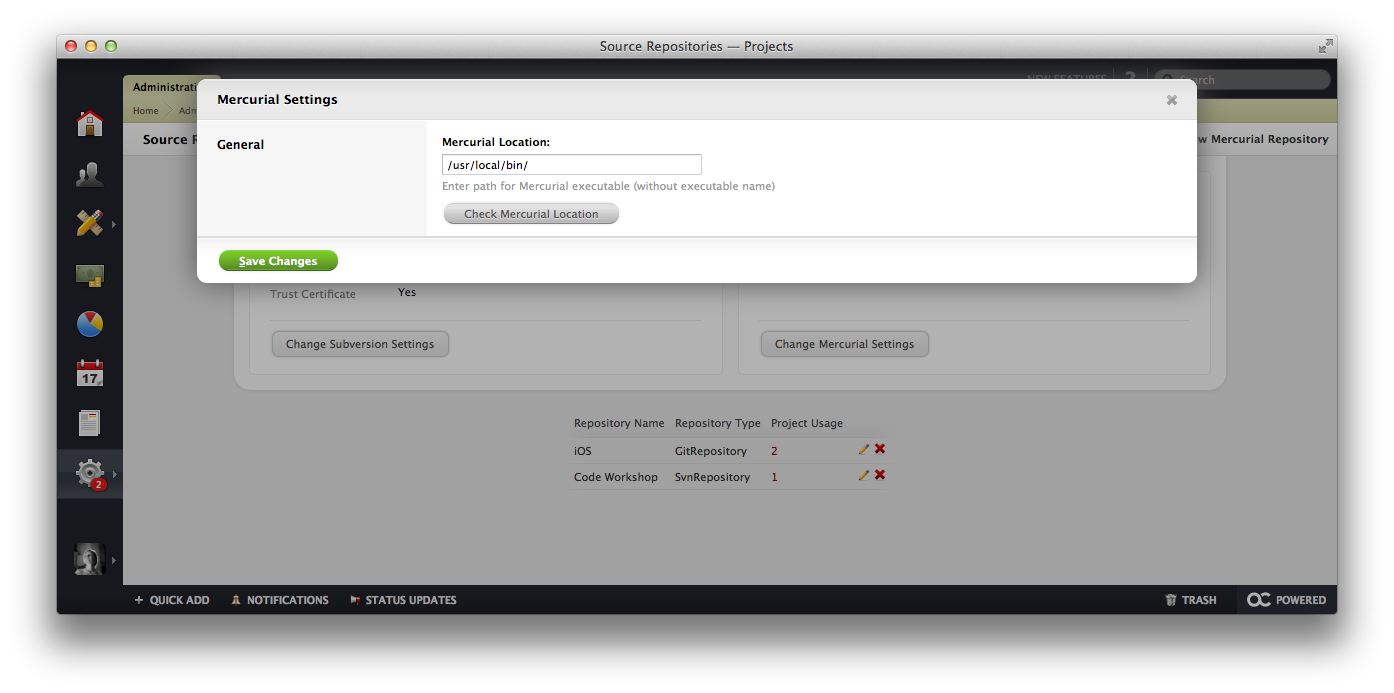 Source Repositories — Projects
NEW FEATURES ? Search
Administrati
Home Adm
Mercurial Settings
Source R
w Mercurial Repository
General
Mercurial Location:
/usr/local/bin/
Enter path for Mercurial executable (without executable name)
Check Mercurial Location
Save Changes
Trust Certificate Yes
Change Subversion Settings Change Mercurial Settings
17
Repository Name Repository Type Project Usage
iOS GitRepository 2
Code Workshop SvnRepository 1
2
QUICK ADD NOTIFICATIONS STATUS UPDATES TRASH POWERED